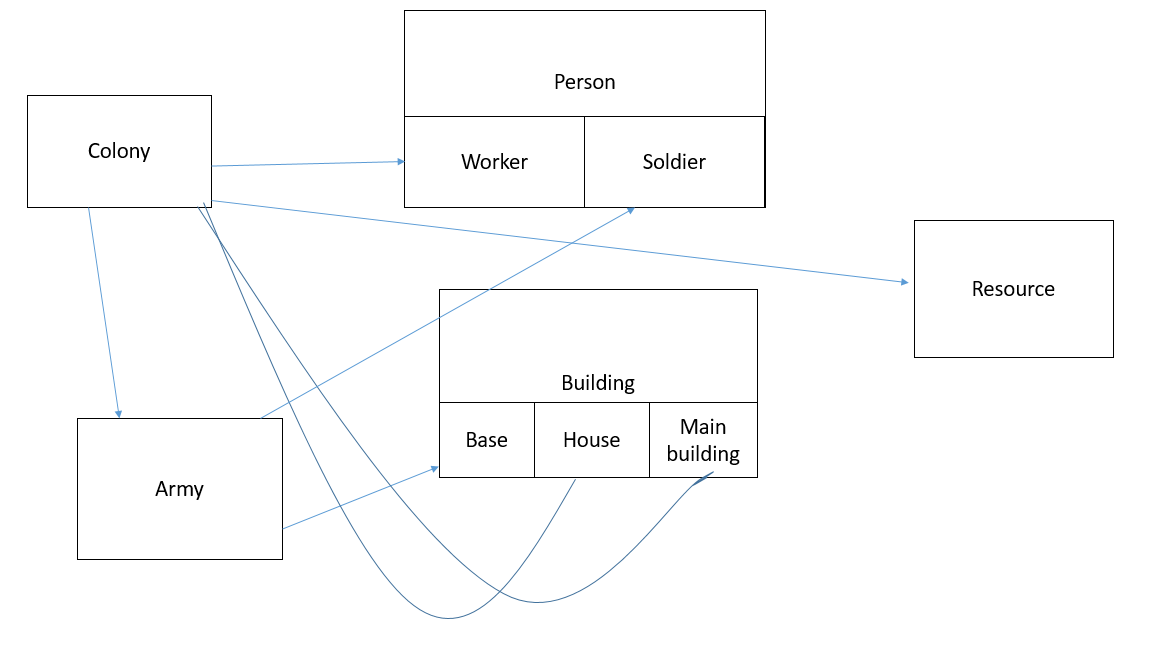 Person
Colony
Worker
Soldier
Resource
Building
Base
House
Main
building
Army